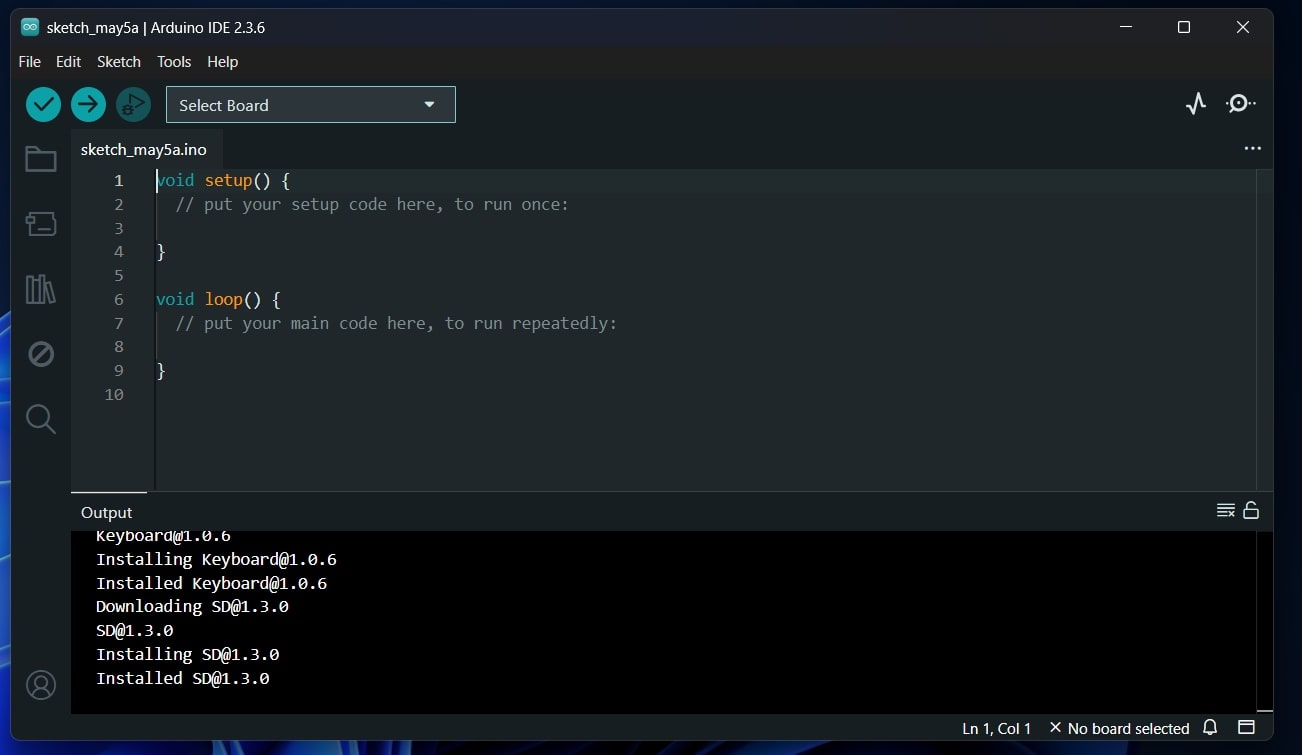 sketch_may5a | Arduino IDE 2.3.6
File Edit Sketch Tools Help
Select Board
sketch_may5a.ino
1 void setup() {
2 // put your setup code here, to run once:
3
4 }
5
6 void loop() {
7 // put your main code here, to run repeatedly:
8
9 }
10
Output
Keyboard@1.0.6
Installing Keyboard@1.0.6
Installed Keyboard@1.0.6
Downloading SD@1.3.0
SD@1.3.0
Installing SD@1.3.0
Installed SD@1.3.0
Ln 1, Col 1 No board selected